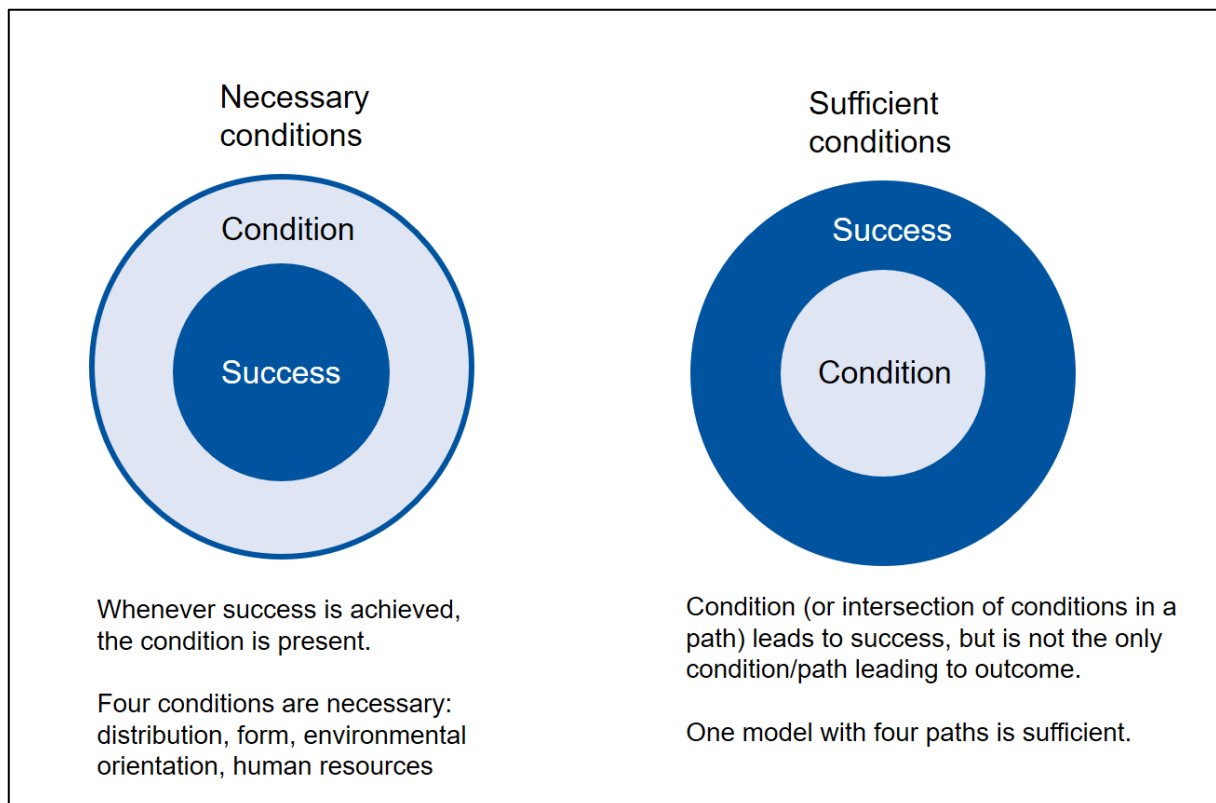 Necessary
conditions
Condition
Success
Whenever success is achieved,
the condition is present.
Four conditions are necessary:
distribution, form, environmental
orientation, human resources
Sufficient
conditions
Success
Condition
Condition (or intersection of conditions in a
path) leads to success, but is not the only
condition/path leading to outcome.
One model with four paths is sufficient.